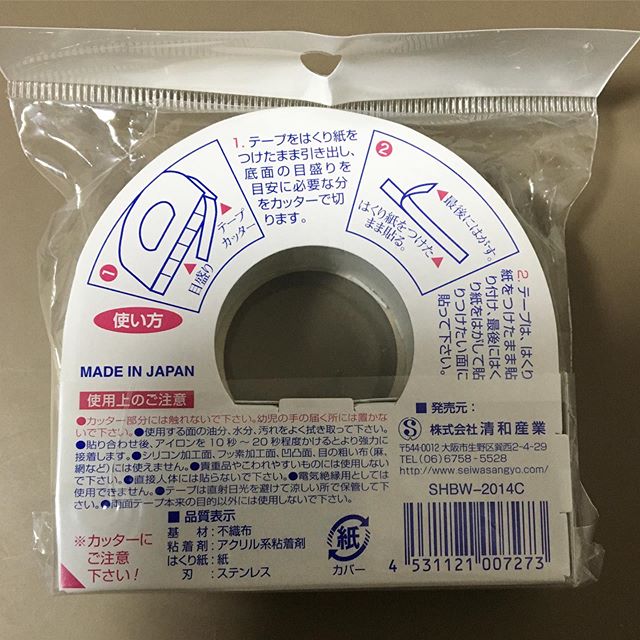 1. テープをはくり紙を
つけたまま引き出し、
底面の目盛りを
目安に必要な分
をカッターで切
ります。
1
テープ
カッター
目盛り
2
最後にはがす。
はくり紙をつけた
まま貼る。
2. テープは、はくり
紙をつけたまま貼
り付け、最後にはく
り紙をはがして貼
りつけたい面に
貼って下さい。
使い方
MADE IN JAPAN
使用上のご注意
●カッター部分には触れないで下さい。幼児の手の届く所には置かな
いで下さい。●使用する面の油分、水分、汚れをよく拭き取って下さい。
●貼り合わせ後、アイロンを10秒～20秒程度かけるとより強力に
接着します。●シリコン加工面、フッ素加工面、凹凸面、目の粗い布(麻、
網など)には使えません。●貴重品やこわれやすいものには使用しない
で下さい。●直接人体には貼らないで下さい。●電気絶縁用としては
使用できません。●テープは直射日光を避けて涼しい所で保管して下
さい。●両面テープ本来の目的以外には使用しないで下さい。
※カッターに
ご注意
下さい!
■品質表示
基材:不織布
粘着剤:アクリル系粘着剤
はくり紙:紙
刃:ステンレス
紙
カバー
■発売元:
株式会社 清和産業
〒544-0012 大阪市生野区巽西2-4-29
TEL(06)6758-5528
http://www.seiwasangyo.com
SHBW-2014C
4 531121 007273